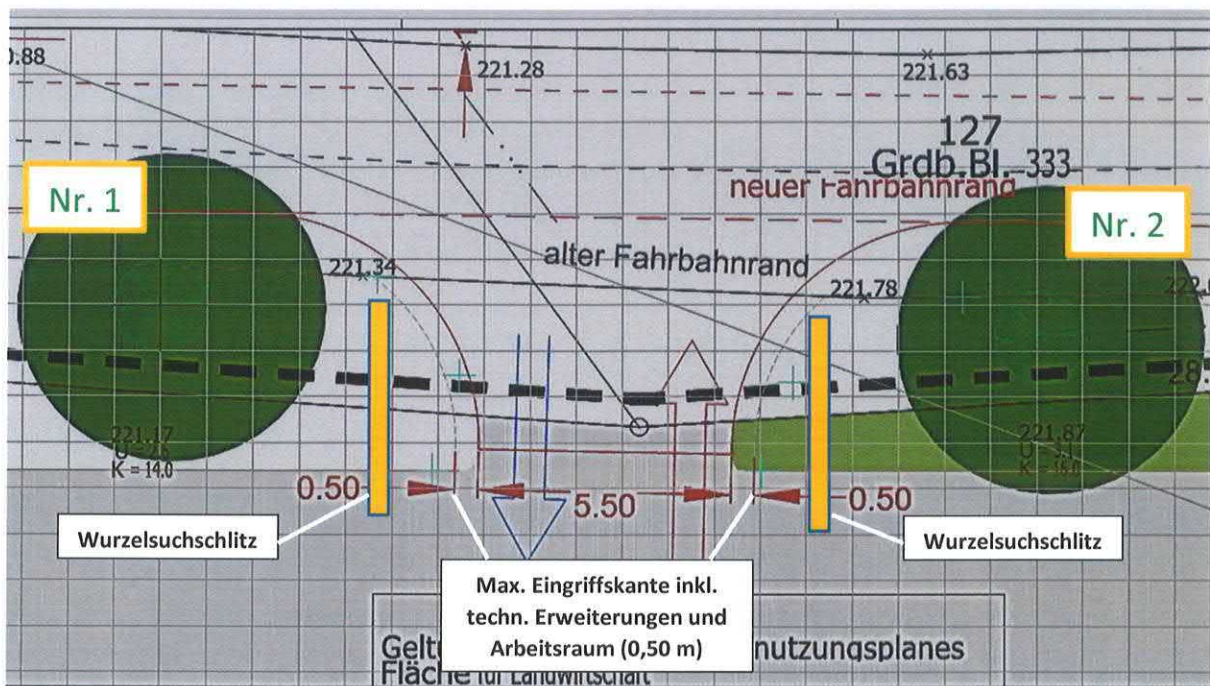 0.88
221.28
221.63
127
Grdb.Bl. 333
Nr. 1
neuer Fahrbahnrand
Nr. 2
alter Fahrbahnrand
221.34
221.78
28.
221.17
K = 14.0
221.87
0.50
5.50
0.50
Wurzelsuchschlitz
Wurzelsuchschlitz
Max. Eingriffskante inkl.
techn. Erweiterungen und
Arbeitsraum (0,50 m)
Gelt
nutzungsplanes
Fläche für Landwirtschaft